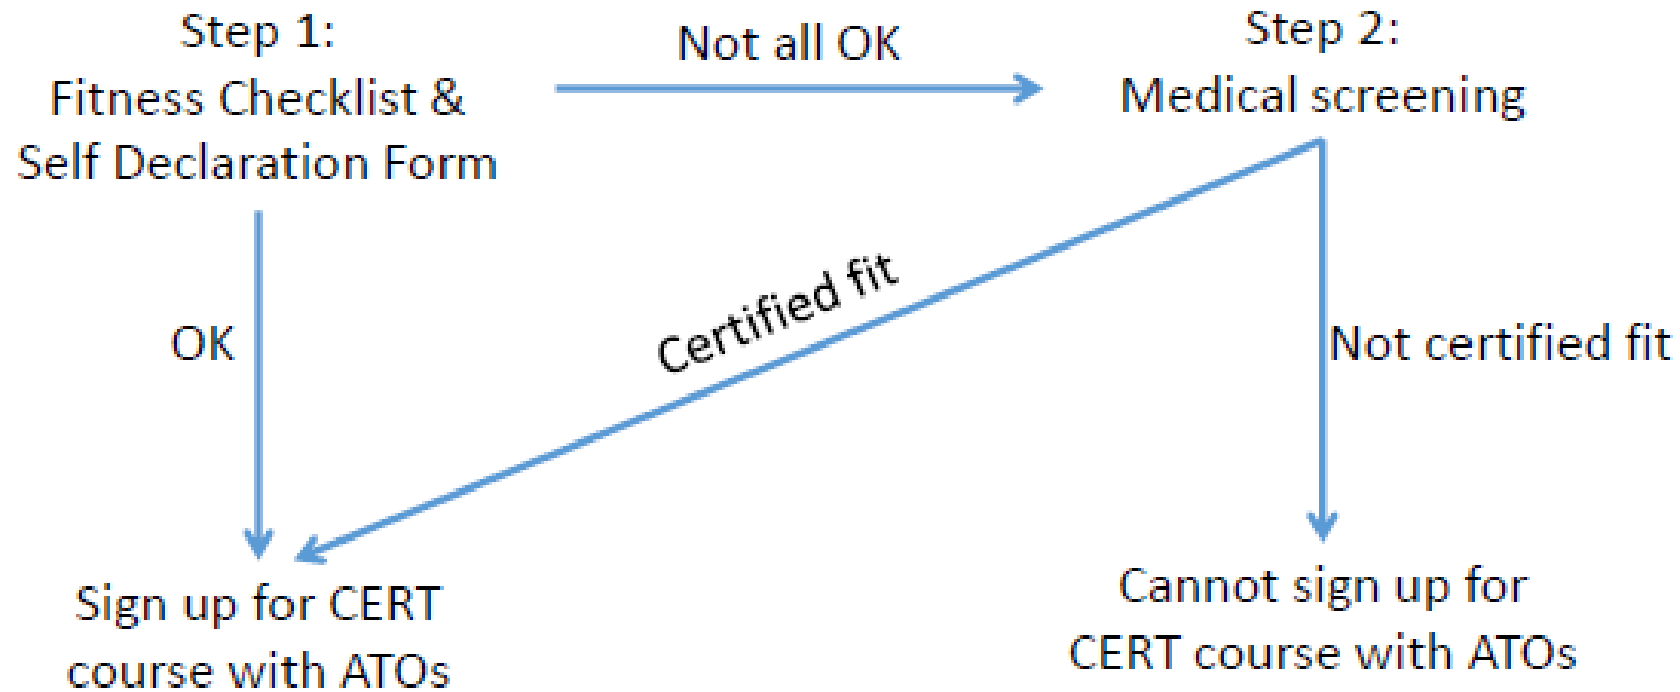 Step 1:
Fitness Checklist &
Self Declaration Form
Not all OK
Step 2:
Medical screening
OK
Certified fit
Not certified fit
Sign up for CERT
course with ATOs
Cannot sign up for
CERT course with ATOs